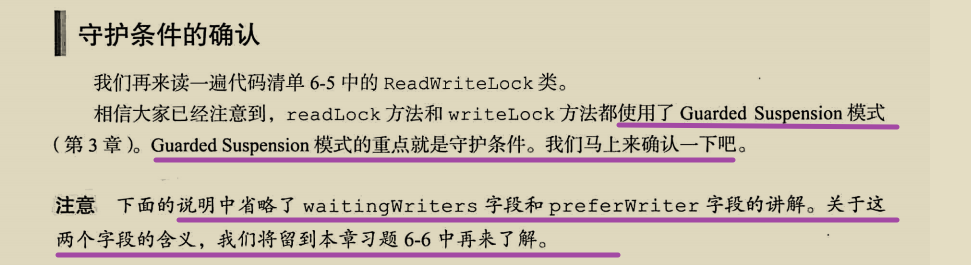 守护条件的确认
我们再来读一遍代码清单 6-5 中的 ReadWriteLock 类。
相信大家已经注意到，readLock 方法和 writeLock 方法都使用了 Guarded Suspension 模式
（第 3 章）。Guarded Suspension 模式的重点就是守护条件。我们马上来确认一下吧。
注意 下面的说明中省略了 waitingWriters 字段和 preferWriter 字段的讲解。关于这
两个字段的含义，我们将留到本章习题 6-6 中再来了解。